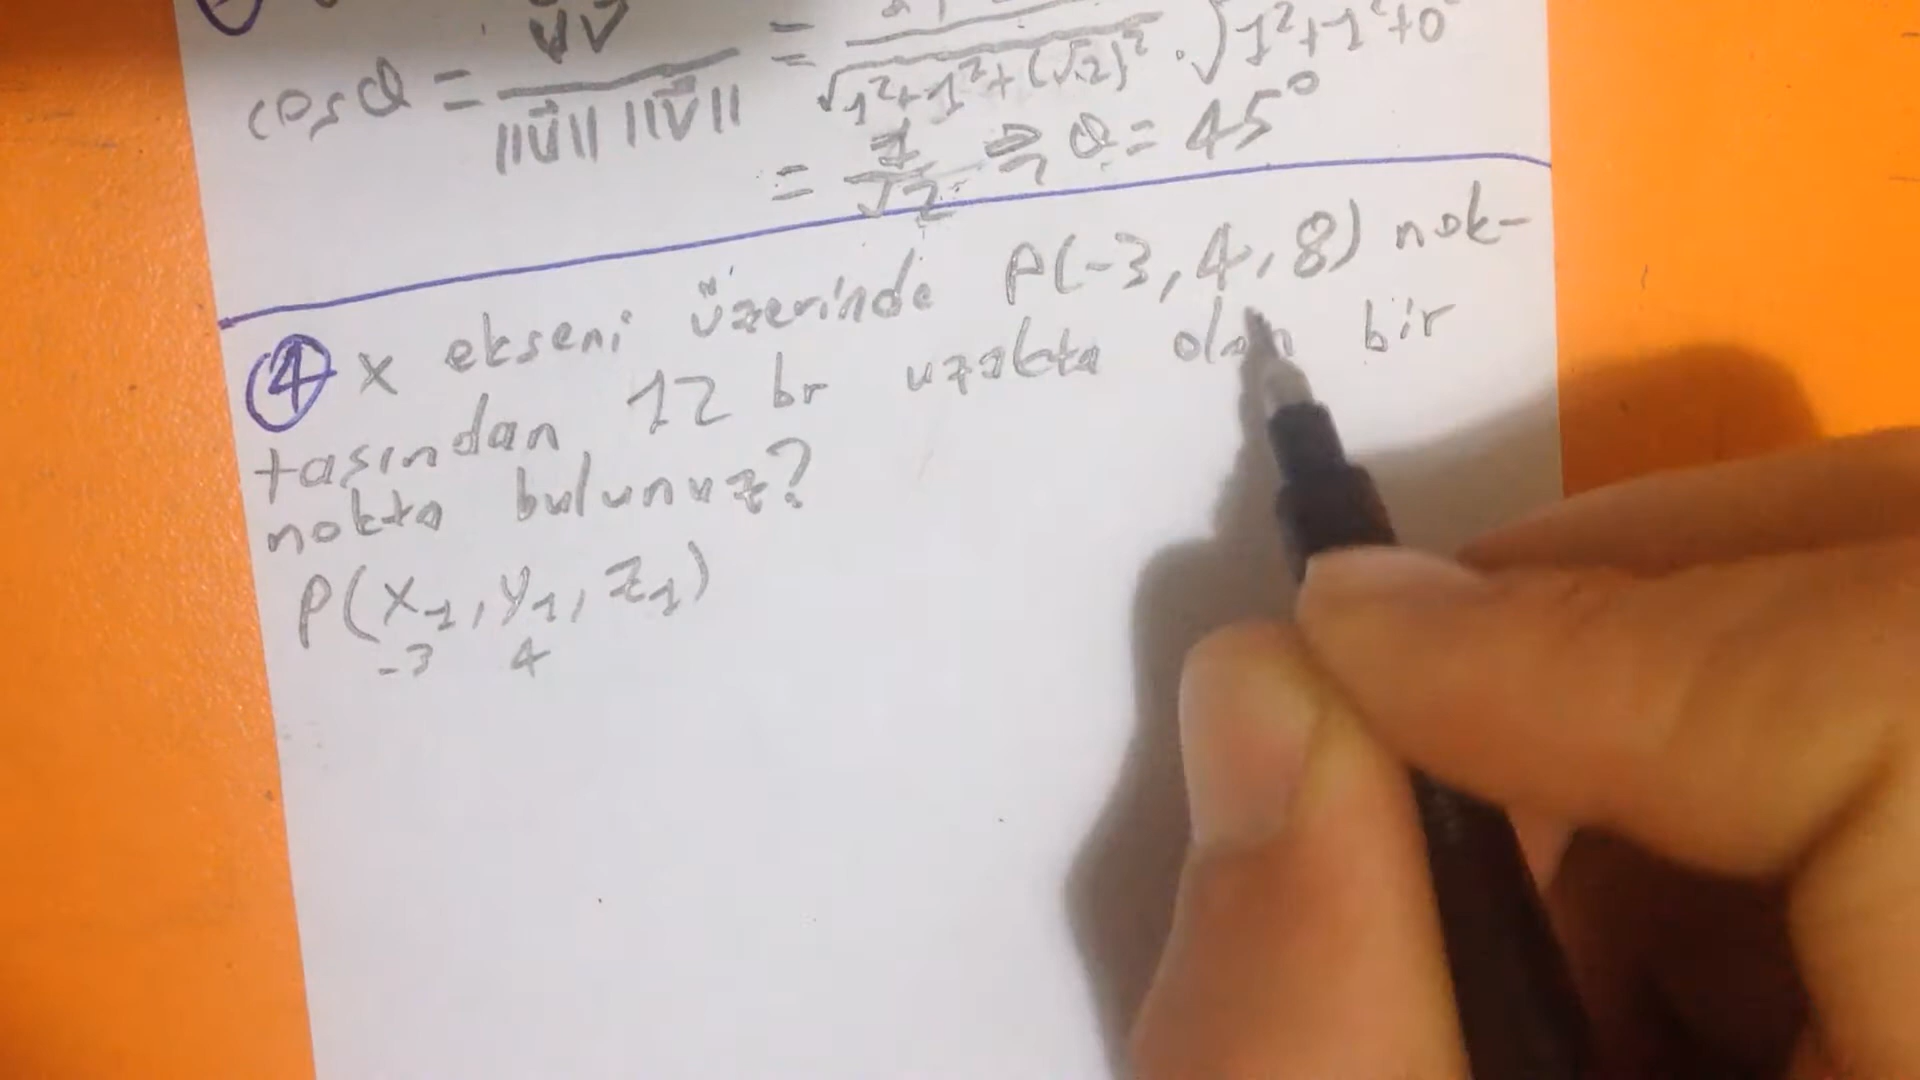 cosθ = u⃗v⃗ / ||u⃗|| ||v⃗|| = / √1²+1²+(√2)² . √1²+1²+0
= 1/√2 ⇒ θ = 45°
④ x ekseni üzerinde P(-3, 4, 8) nok-
tasından 12 br uzakta olan bir
nokta bulunuz?
P(x₁, y₁, z₁)
-3 4